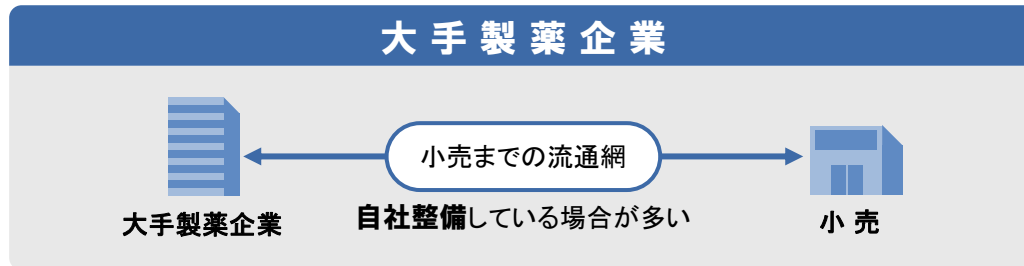 大手製薬企業
小売までの流通網
自社整備している場合が多い
大手製薬企業
小売